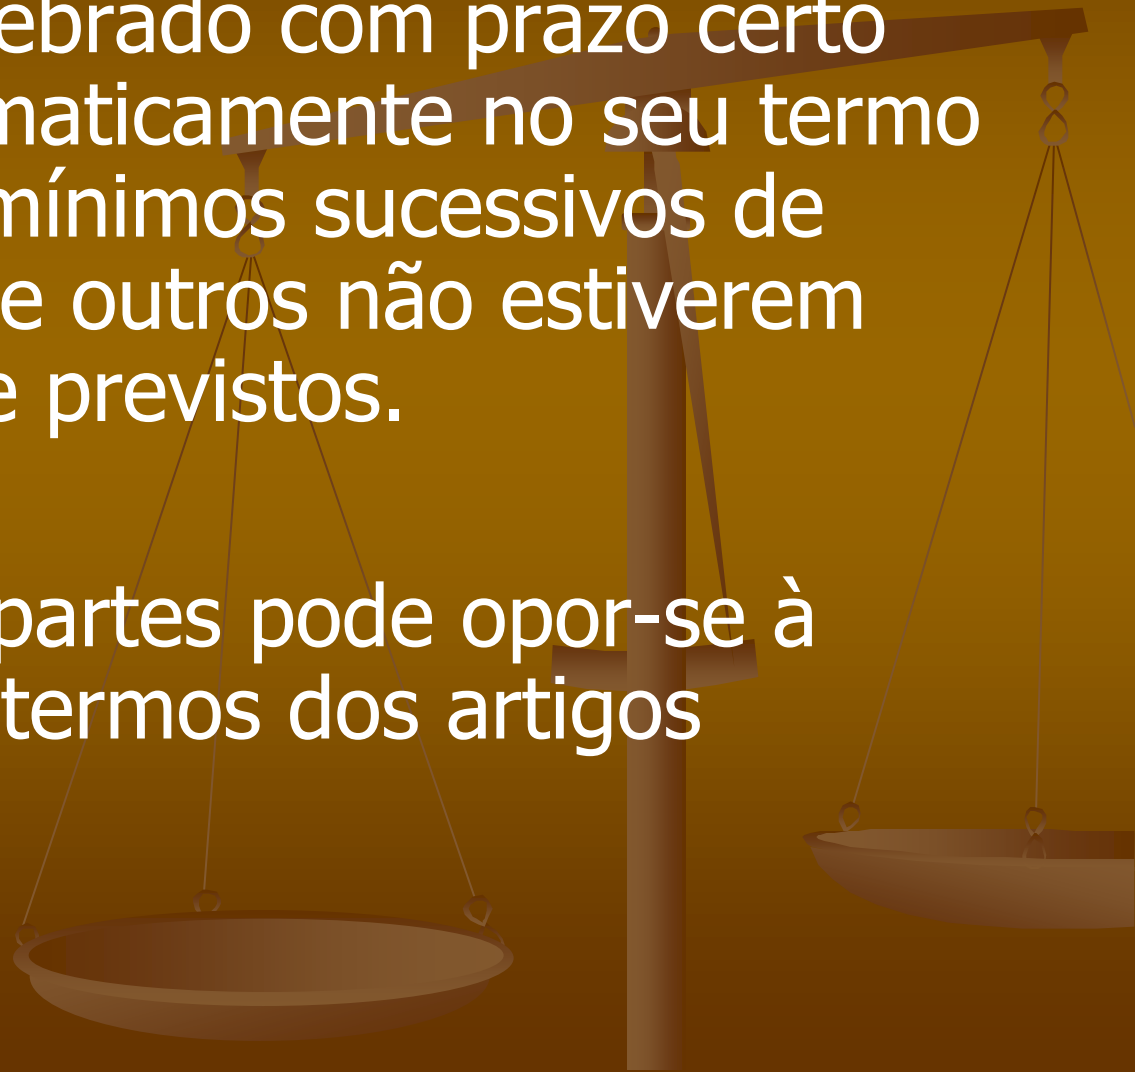 ebrado com prazo certo
maticamente no seu termo
mínimos sucessivos de
e outros não estiverem
e previstos.
partes pode opor-se à
termos dos artigos